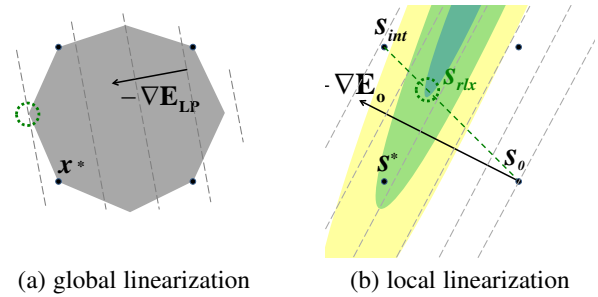 − ∇E_LP
x*
(a) global linearization
S_int
S_rlx
- ∇E_o
S*
S_0
(b) local linearization